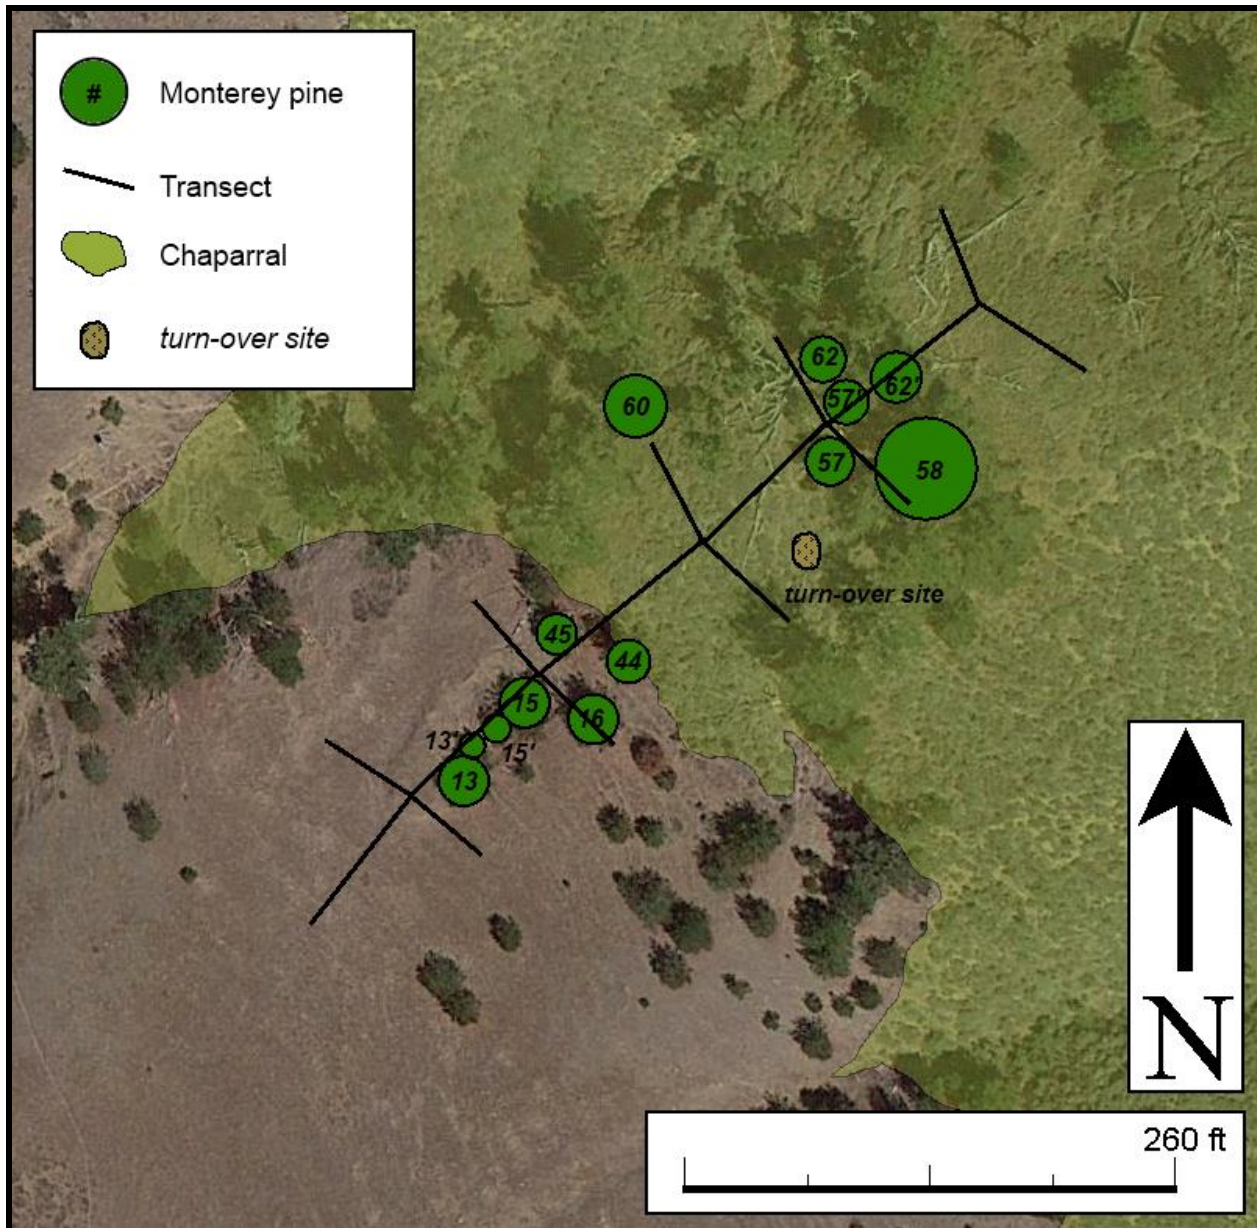 # Monterey pine
Transect
Chaparral
turn-over site
62
62'
57'
60
57
58
turn-over site
45
44
15
16
13'
15'
13
N
260 ft